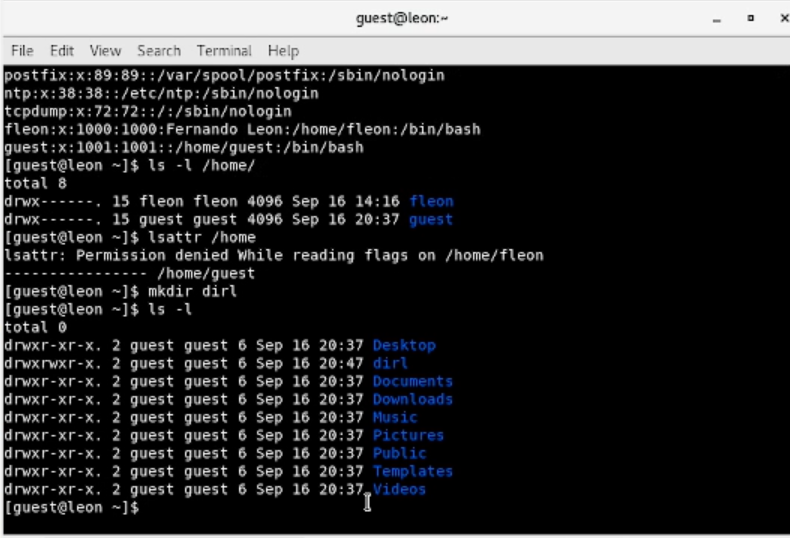 guest@leon:~
File Edit View Search Terminal Help
postfix:x:89:89::/var/spool/postfix:/sbin/nologin
ntp:x:38:38::/etc/ntp:/sbin/nologin
tcpdump:x:72:72::/:/sbin/nologin
fleon:x:1000:1000:Fernando Leon:/home/fleon:/bin/bash
guest:x:1001:1001::/home/guest:/bin/bash
[guest@leon ~]$ ls -l /home/
total 8
drwx------. 15 fleon fleon 4096 Sep 16 14:16 fleon
drwx------. 15 guest guest 4096 Sep 16 20:37 guest
[guest@leon ~]$ lsattr /home
lsattr: Permission denied While reading flags on /home/fleon
---------------- /home/guest
[guest@leon ~]$ mkdir dirl
[guest@leon ~]$ ls -l
total 0
drwxr-xr-x. 2 guest guest 6 Sep 16 20:37 Desktop
drwxrwxr-x. 2 guest guest 6 Sep 16 20:47 dirl
drwxr-xr-x. 2 guest guest 6 Sep 16 20:37 Documents
drwxr-xr-x. 2 guest guest 6 Sep 16 20:37 Downloads
drwxr-xr-x. 2 guest guest 6 Sep 16 20:37 Music
drwxr-xr-x. 2 guest guest 6 Sep 16 20:37 Pictures
drwxr-xr-x. 2 guest guest 6 Sep 16 20:37 Public
drwxr-xr-x. 2 guest guest 6 Sep 16 20:37 Templates
drwxr-xr-x. 2 guest guest 6 Sep 16 20:37 Videos
[guest@leon ~]$